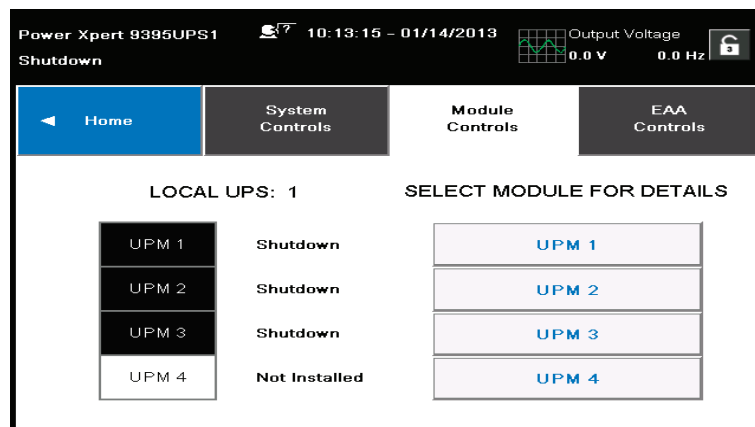 Power Xpert 9395UPS1
? 10:13:15 - 01/14/2013
Output Voltage
Shutdown
0.0 V 0.0 Hz
3
Home
System
Controls
Module
Controls
EAA
Controls
LOCAL UPS: 1
SELECT MODULE FOR DETAILS
UPM 1 Shutdown UPM 1
UPM 2 Shutdown UPM 2
UPM 3 Shutdown UPM 3
UPM 4 Not Installed UPM 4